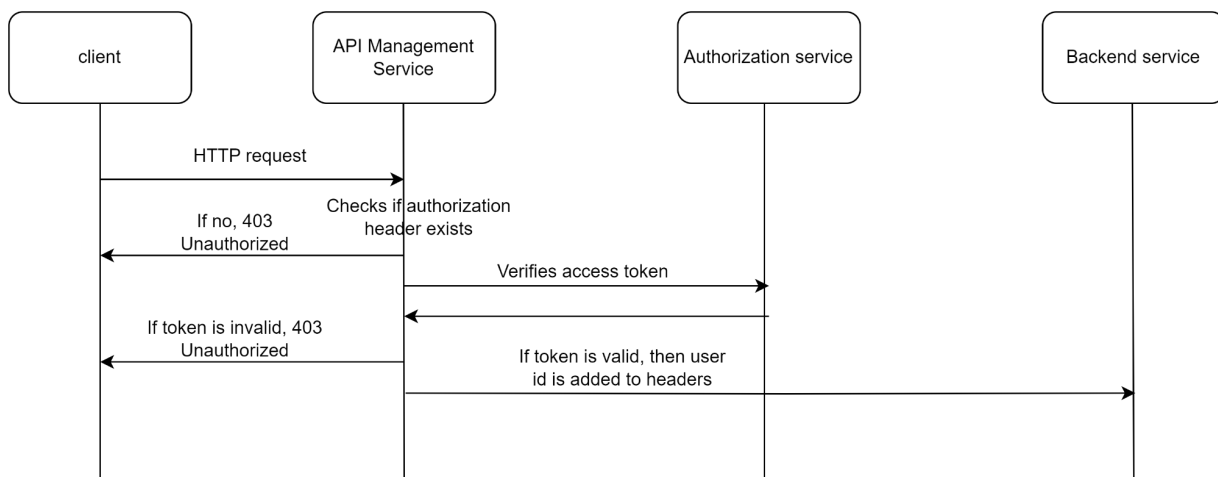 client
API Management
Service
Authorization service
Backend service
HTTP request
Checks if authorization
header exists
If no, 403
Unauthorized
Verifies access token
If token is invalid, 403
Unauthorized
If token is valid, then user
id is added to headers